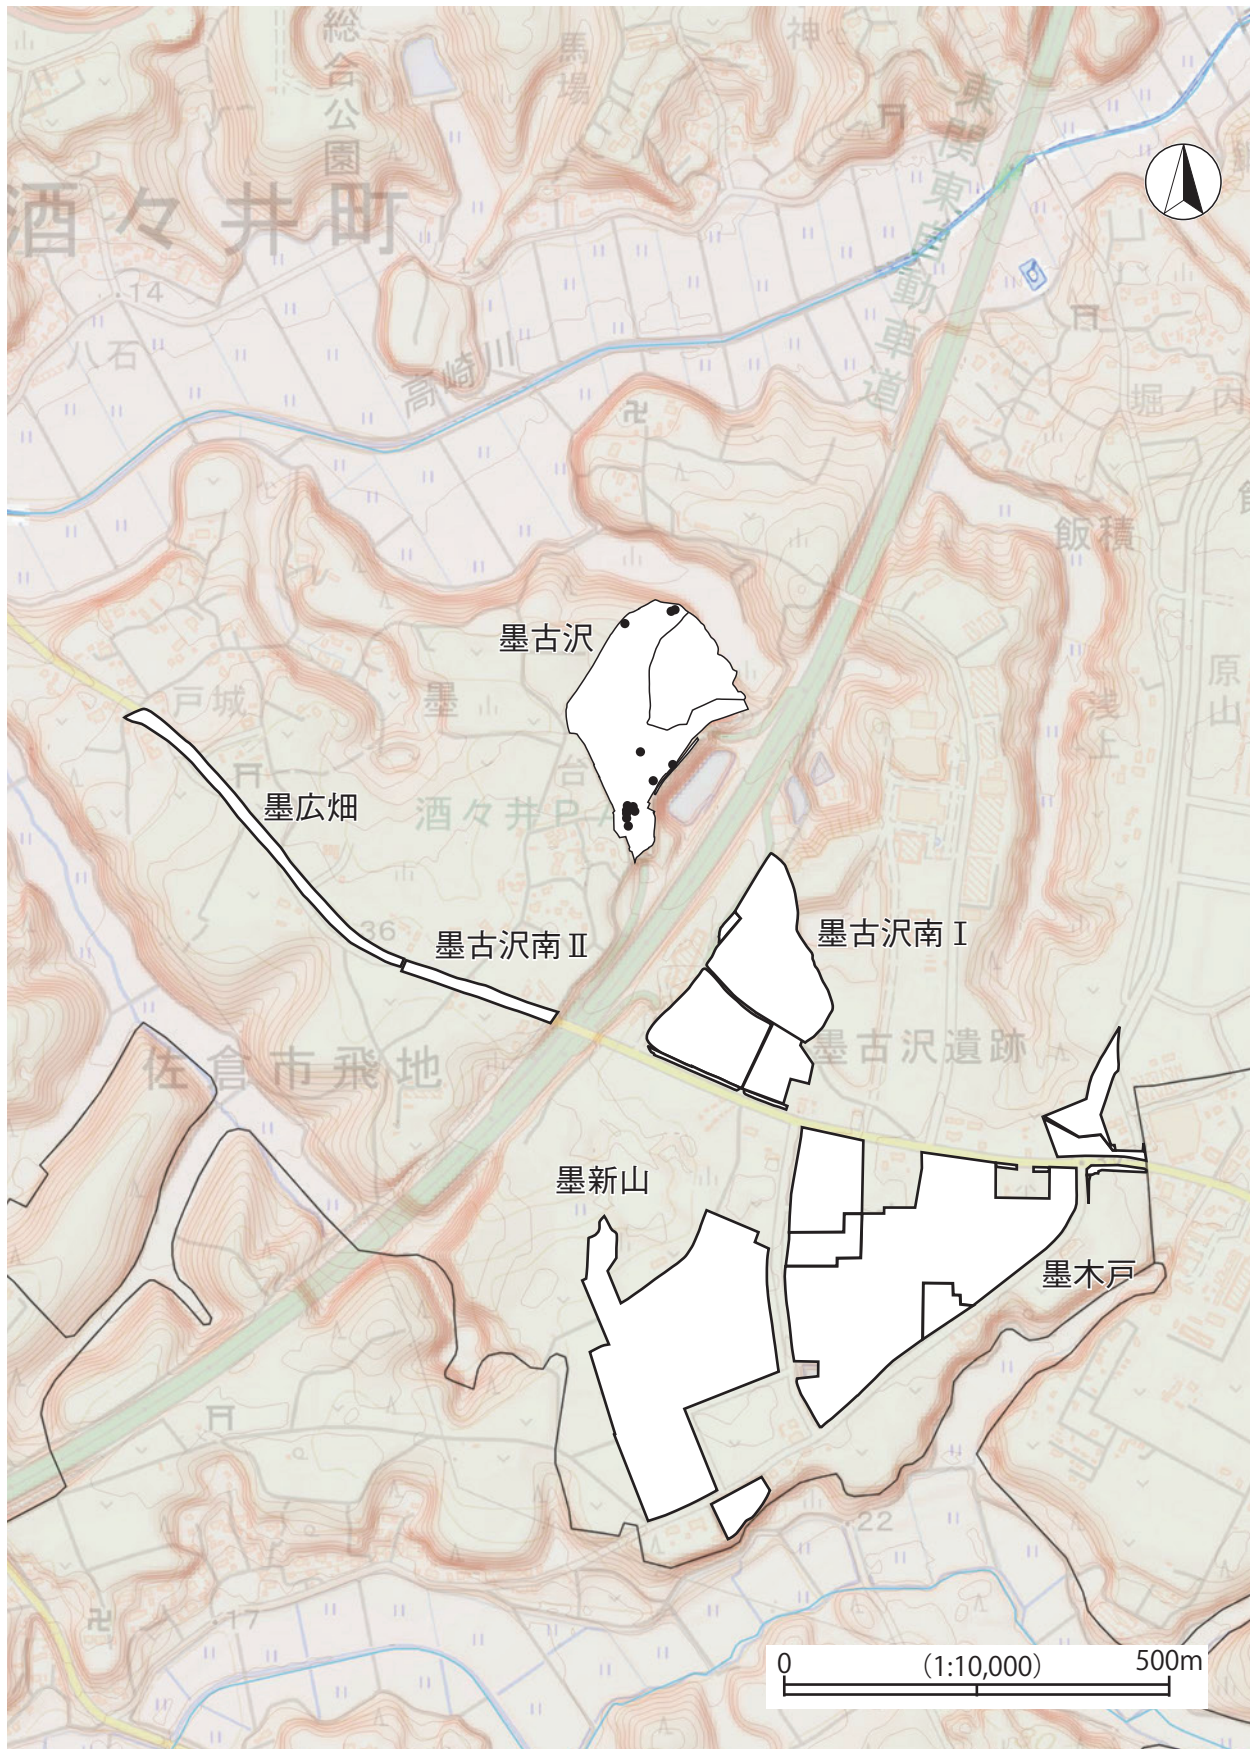 総合公園
馬場
神
東関東自動車道
酒々井町
14
八石
高崎川
堀ノ内
飯積
墨古沢
原山
戸城
墨
浅上
台
墨広畑
酒々井PA
36
墨古沢南Ⅱ
墨古沢南Ⅰ
墨古沢遺跡
佐倉市飛地
墨新山
墨木戸
22
17
0
(1:10,000)
500m